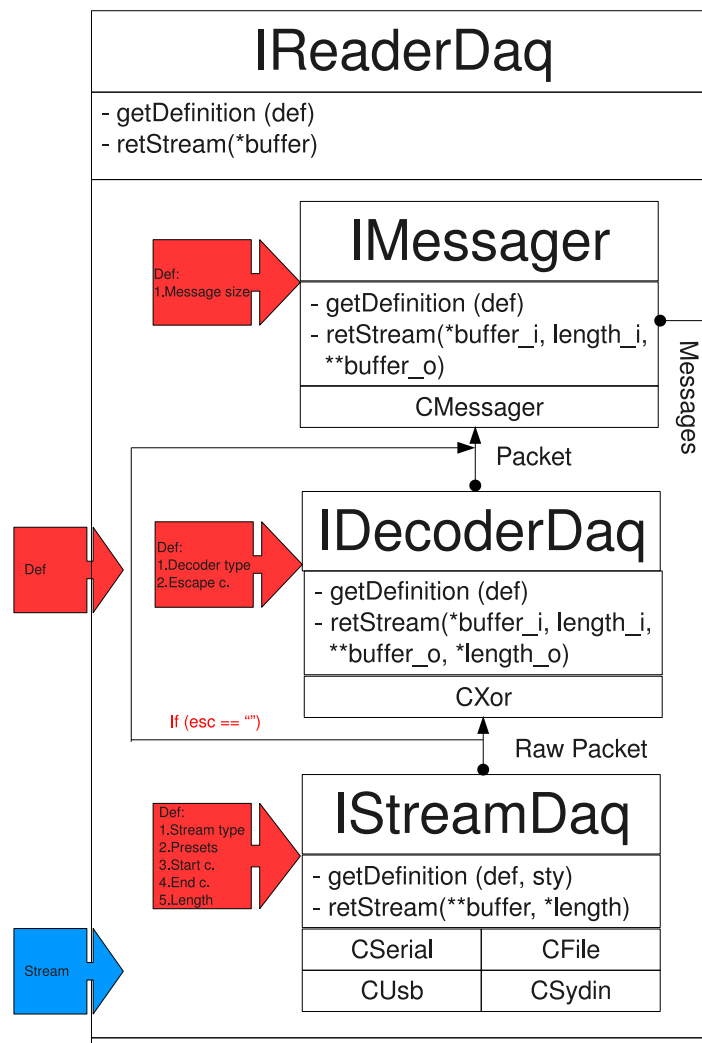 IReaderDaq
- getDefinition (def)
- retStream(*buffer)
IMessager
Def:
1.Message size
- getDefinition (def)
- retStream(*buffer_i, length_i,
**buffer_o)
CMessager
Messages
Packet
IDecoderDaq
Def
Def:
1.Decoder type
2.Escape c.
- getDefinition (def)
- retStream(*buffer_i, length_i,
**buffer_o, *length_o)
CXor
If (esc == “”)
Raw Packet
IStreamDaq
Def:
1.Stream type
2.Presets
3.Start c.
4.End c.
5.Length
- getDefinition (def, sty)
- retStream(**buffer, *length)
CSerial
CFile
CUsb
CSydin
Stream